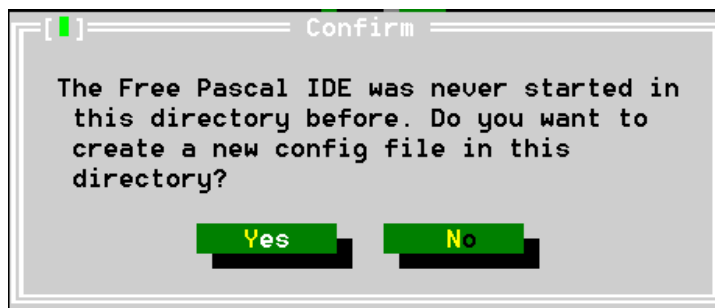 [▮] Confirm
The Free Pascal IDE was never started in
this directory before. Do you want to
create a new config file in this
directory?
Yes No